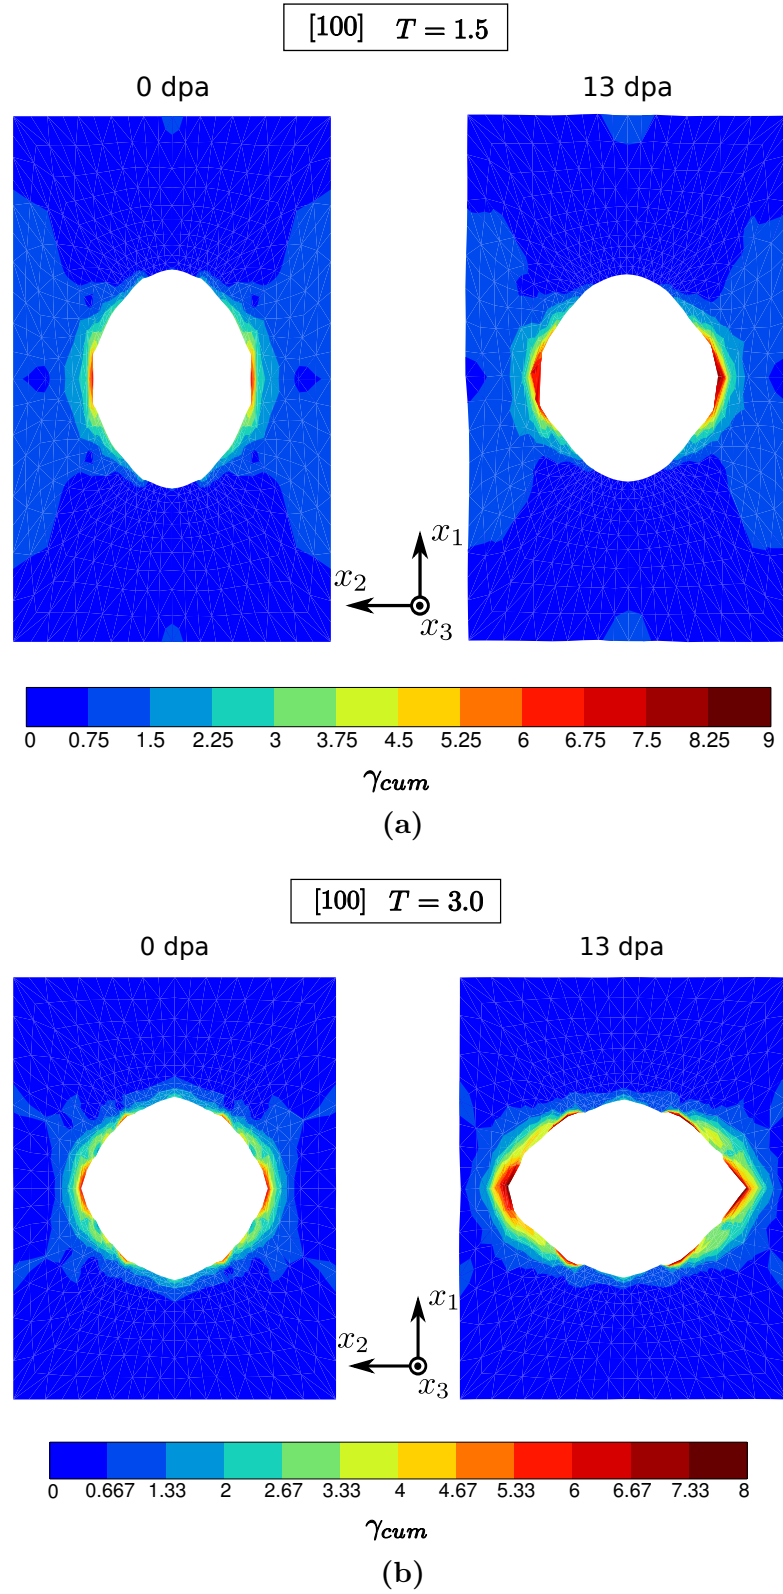 [100] T = 1.5
0 dpa 13 dpa
x1
x2
x3
0 0.75 1.5 2.25 3 3.75 4.5 5.25 6 6.75 7.5 8.25 9
γcum
(a)
[100] T = 3.0
0 dpa 13 dpa
x1
x2
x3
0 0.667 1.33 2 2.67 3.33 4 4.67 5.33 6 6.67 7.33 8
γcum
(b)